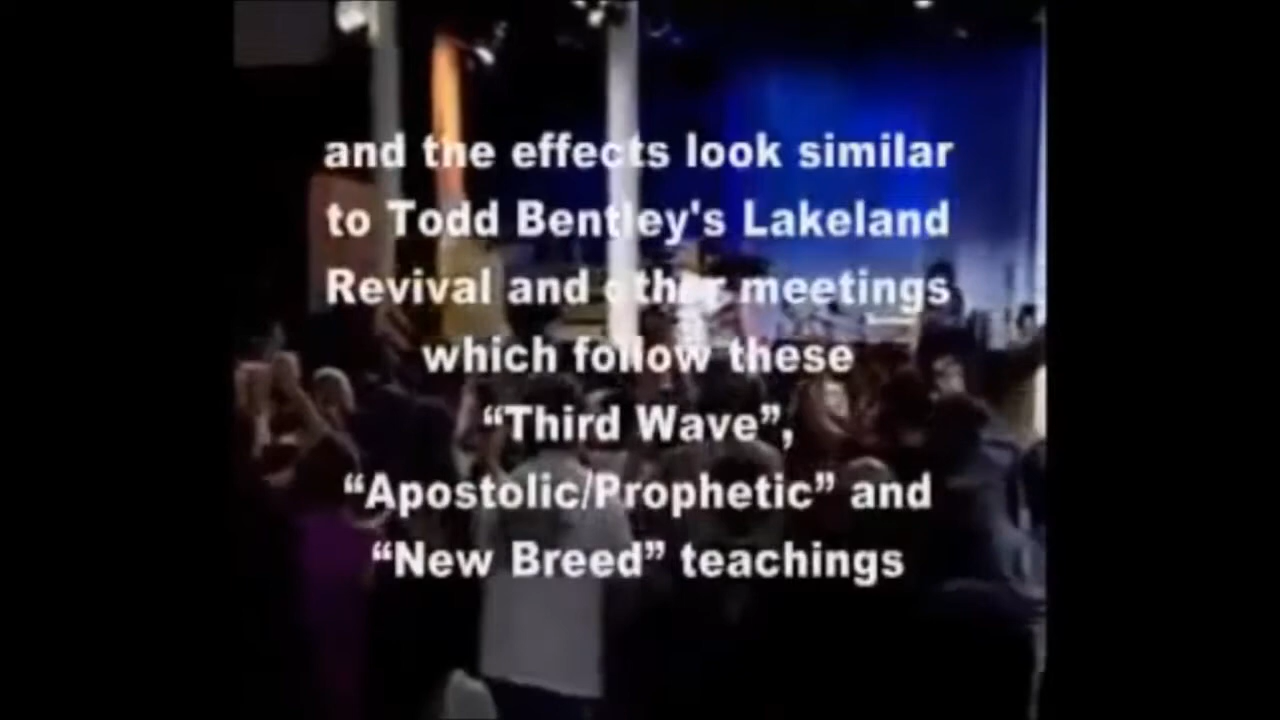 and the effects look similar
to Todd Bentley's Lakeland
Revival and other meetings
which follow these
“Third Wave”,
“Apostolic/Prophetic” and
“New Breed” teachings